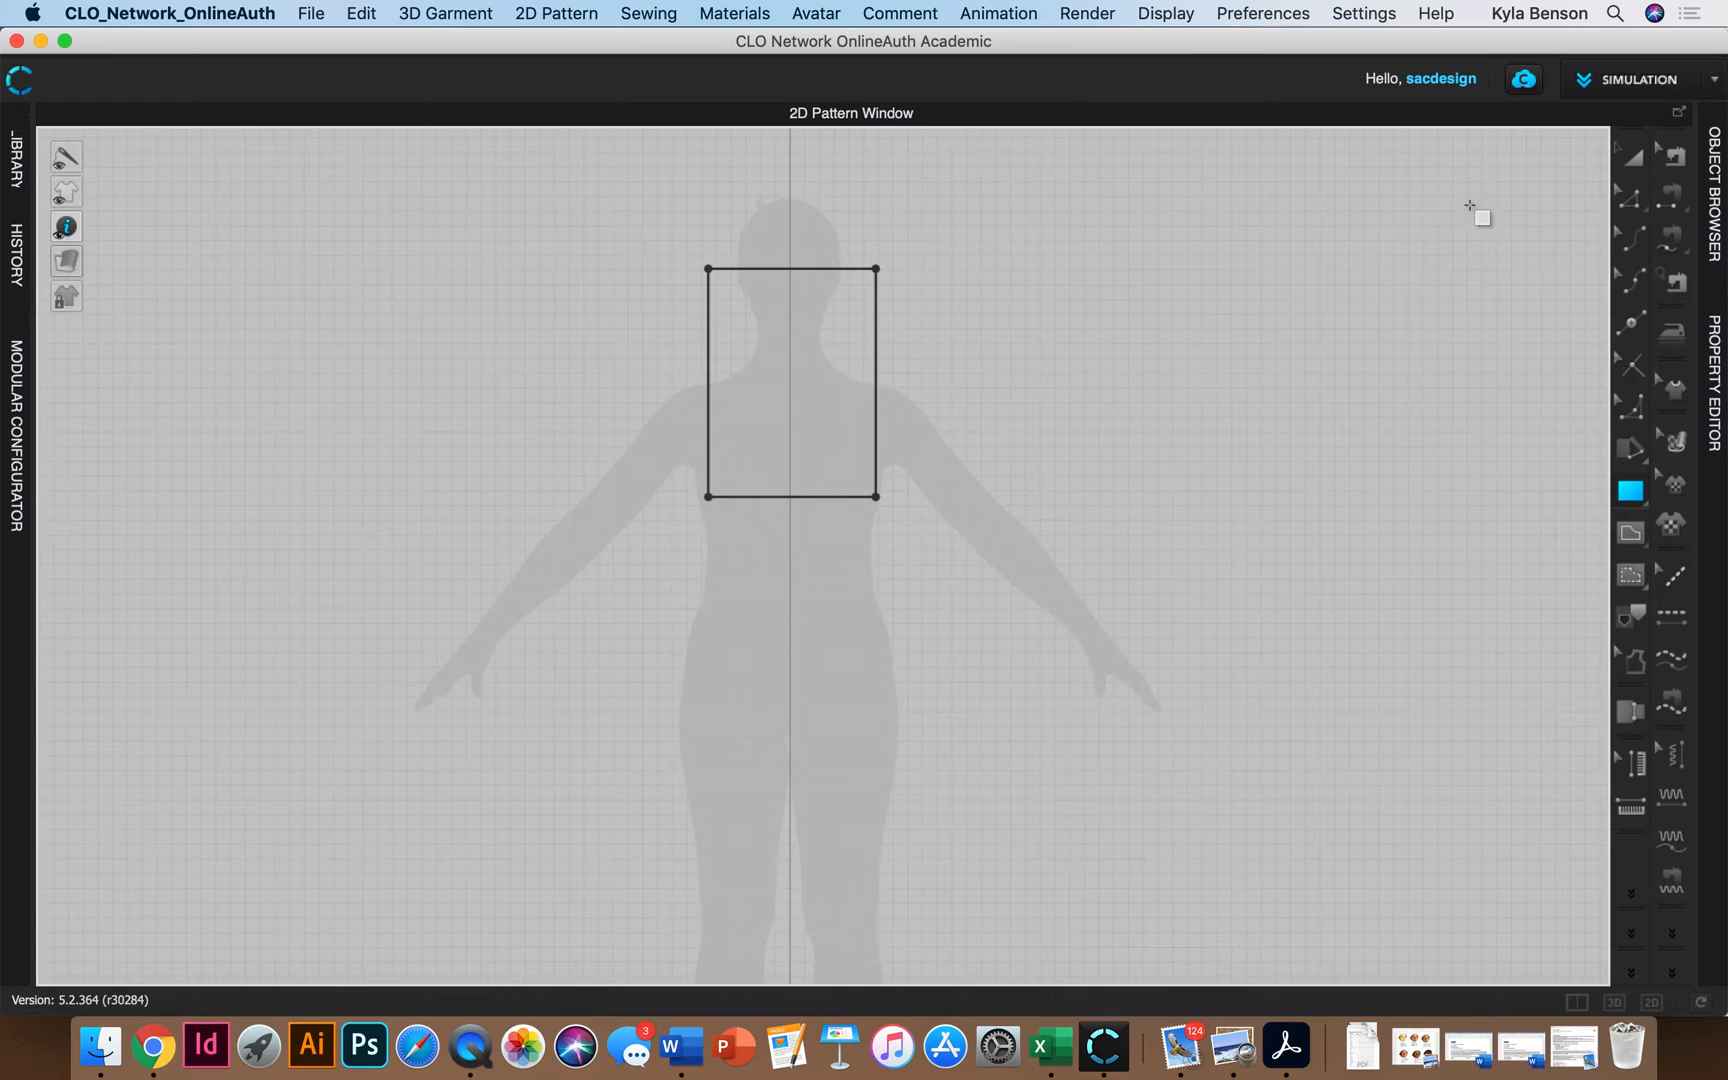 CLO_Network_OnlineAuth File Edit 3D Garment 2D Pattern Sewing Materials Avatar Comment Animation Render Display Preferences Settings Help Kyla Benson
CLO Network OnlineAuth Academic
Hello, sacdesign
SIMULATION
2D Pattern Window
..IBRARY
HISTORY
MODULAR CONFIGURATOR
OBJECT BROWSER
PROPERTY EDITOR
Version: 5.2.364 (r30284)
3D 2D
Id Ai Ps 3 W P X 124
PDF W W